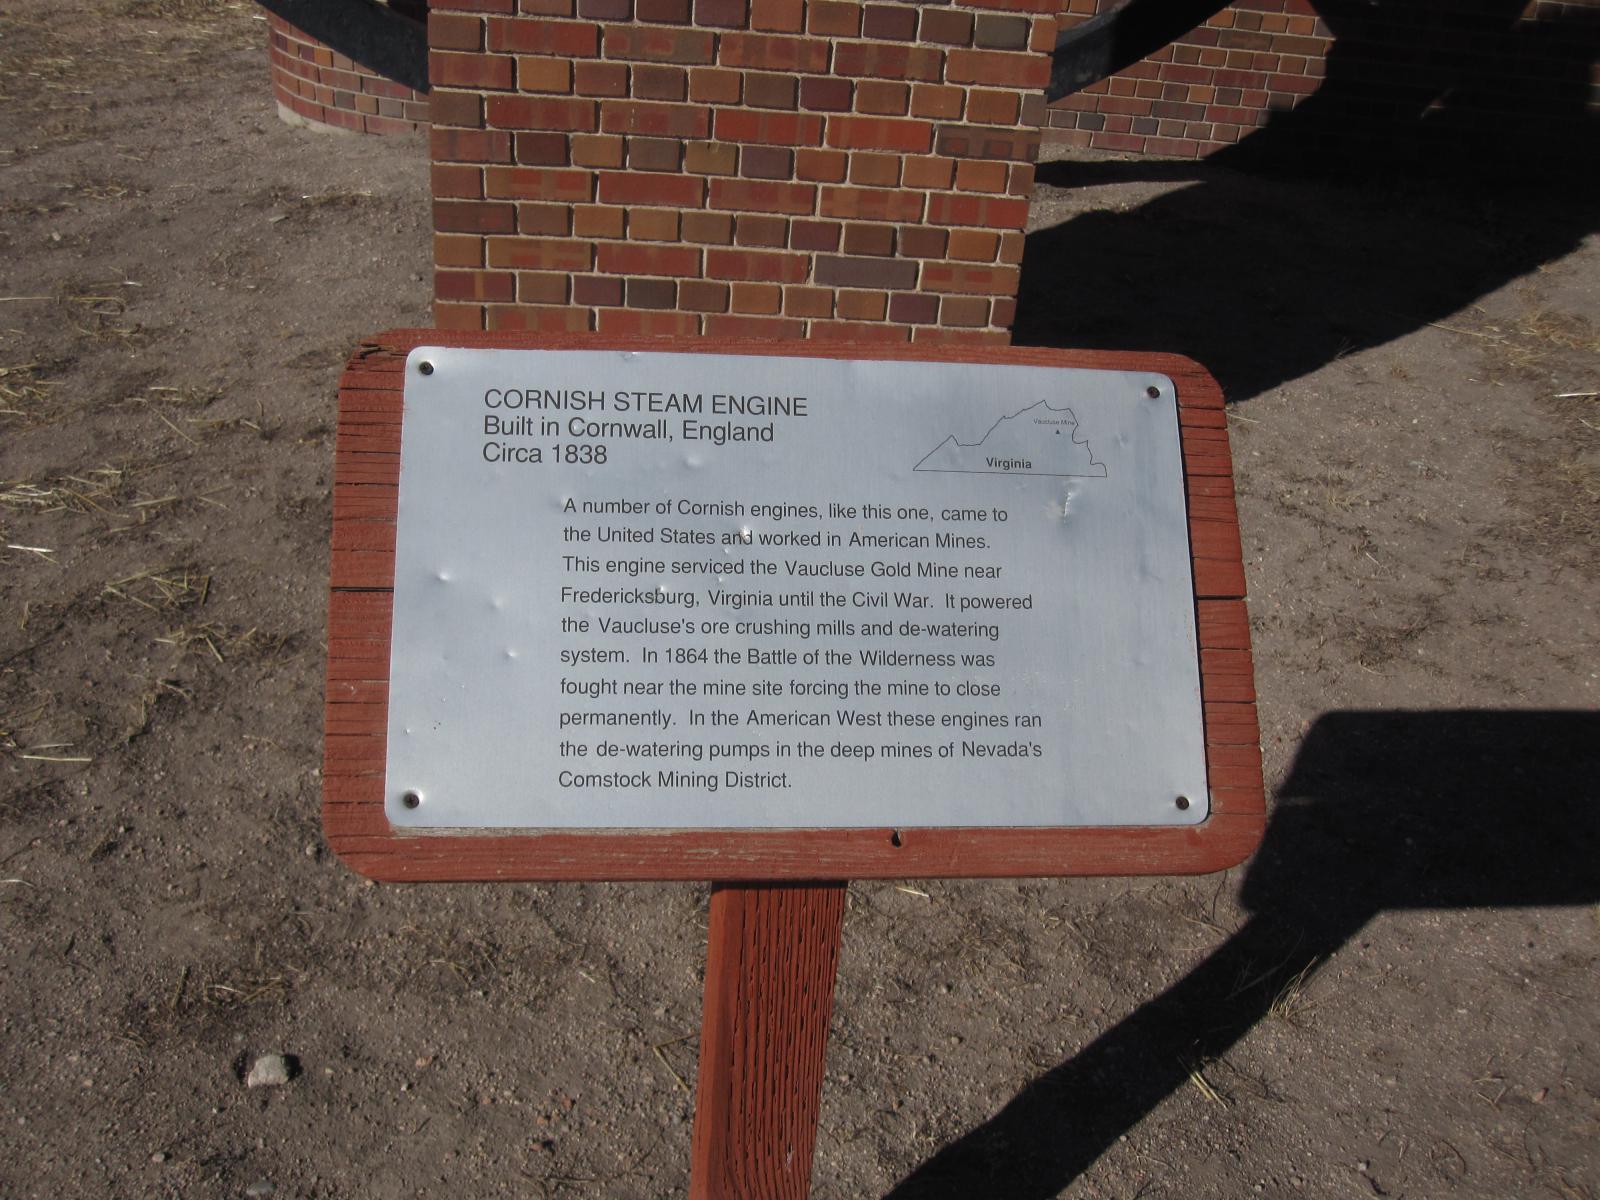 CORNISH STEAM ENGINE
Built in Cornwall, England
Circa 1838
Vaucluse Mine
Virginia
A number of Cornish engines, like this one, came to
the United States and worked in American Mines.
This engine serviced the Vaucluse Gold Mine near
Fredericksburg, Virginia until the Civil War. It powered
the Vaucluse's ore crushing mills and de-watering
system. In 1864 the Battle of the Wilderness was
fought near the mine site forcing the mine to close
permanently. In the American West these engines ran
the de-watering pumps in the deep mines of Nevada's
Comstock Mining District.